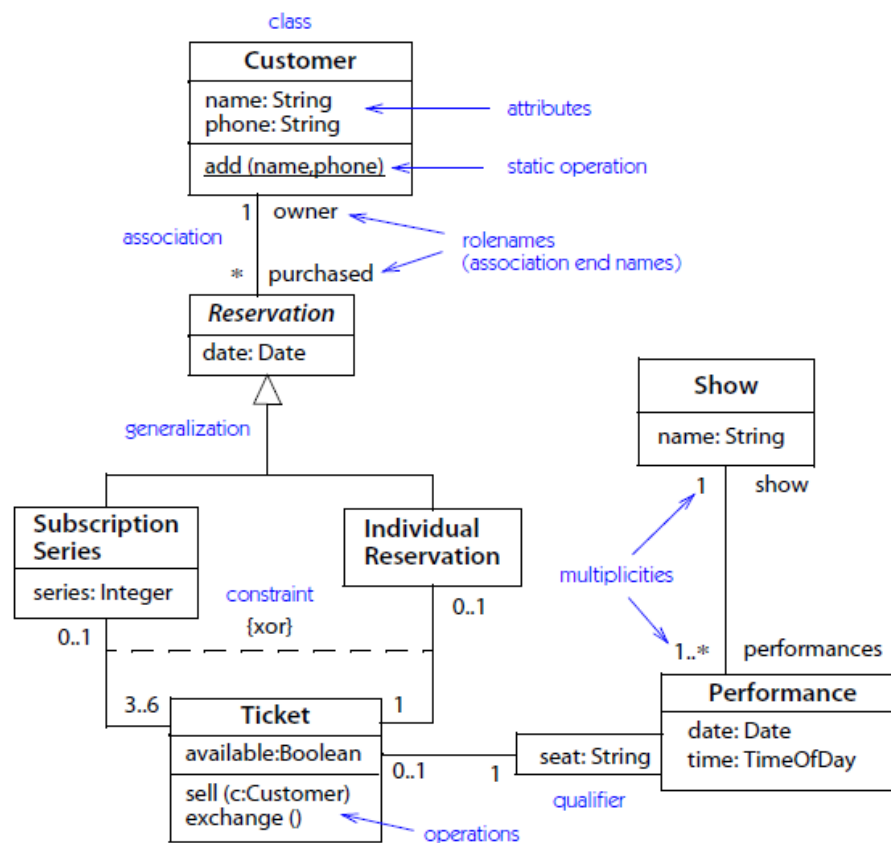 class
Customer
name: String
phone: String
attributes
add (name,phone)
static operation
1
owner
association
rolenames
(association end names)
* purchased
Reservation
date: Date
generalization
Show
name: String
1
show
Subscription
Series
series: Integer
Individual
Reservation
multiplicities
constraint
{xor}
0..1
0..1
1..*
performances
3..6
Ticket
1
available:Boolean
sell (c:Customer)
exchange ()
operations
0..1
1
seat: String
qualifier
Performance
date: Date
time: TimeOfDay